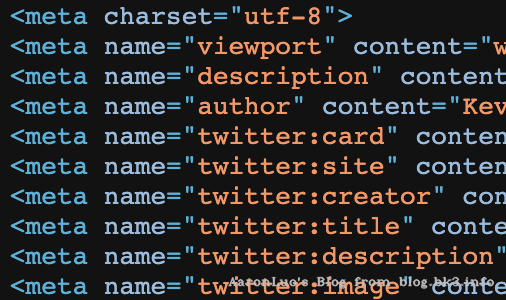 <meta charset="utf-8">
<meta name="viewport" content="w
<meta name="description" content
<meta name="author" content="Kev
<meta name="twitter:card" conten
<meta name="twitter:site" conten
<meta name="twitter:creator" con
<meta name="twitter:title" conte
<meta name="twitter:description"
<meta name="twitter:image" conte
AaronLuo's Blog from blog.bk3.info